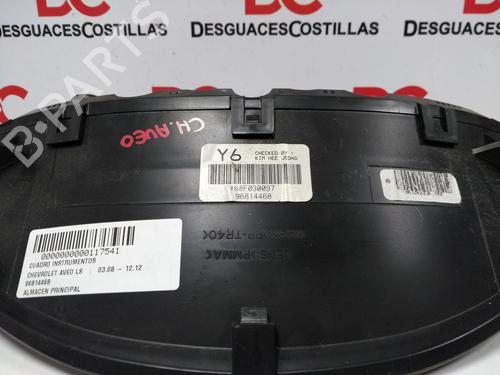 DESGUACESCOSTILLAS
DESGUACESCOSTILLAS
B-PARTS
CH. AVEO
Y6
CHECKED BY :
KIM HEE JEONG
Y68F030097
96814468
0000000000117541
CUADRO INSTRUMENTOS
CHEVROLET AVEO LS 03.08 - 12.12
96814468
ALMACEN PRINCIPAL